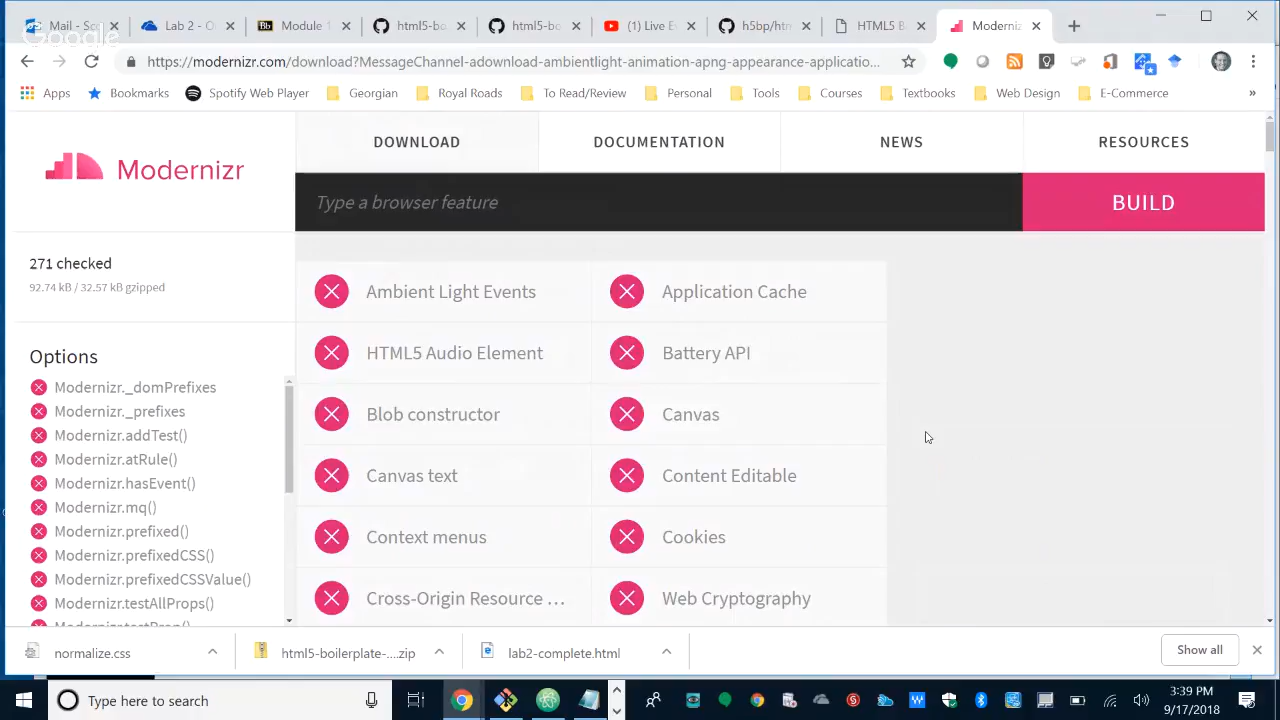 Mail - Sc
Lab 2 - O
Module 1
html5-bo
html5-bo
(1) Live E
h5bp/htm
HTML5 B
Moderniz
Google
https://modernizr.com/download?MessageChannel-adownload-ambientlight-animation-apng-appearance-applicatio...
Apps
Bookmarks
Spotify Web Player
Georgian
Royal Roads
To Read/Review
Personal
Tools
Courses
Textbooks
Web Design
E-Commerce
»
Modernizr
DOWNLOAD
DOCUMENTATION
NEWS
RESOURCES
Type a browser feature
BUILD
271 checked
92.74 kB / 32.57 kB gzipped
Options
Modernizr._domPrefixes
Modernizr._prefixes
Modernizr.addTest()
Modernizr.atRule()
Modernizr.hasEvent()
Modernizr.mq()
Modernizr.prefixed()
Modernizr.prefixedCSS()
Modernizr.prefixedCSSValue()
Modernizr.testAllProps()
Modernizr.testProp()
Ambient Light Events
Application Cache
HTML5 Audio Element
Battery API
Blob constructor
Canvas
Canvas text
Content Editable
Context menus
Cookies
Cross-Origin Resource ...
Web Cryptography
normalize.css
html5-boilerplate-....zip
lab2-complete.html
Show all
Type here to search
3:39 PM
9/17/2018